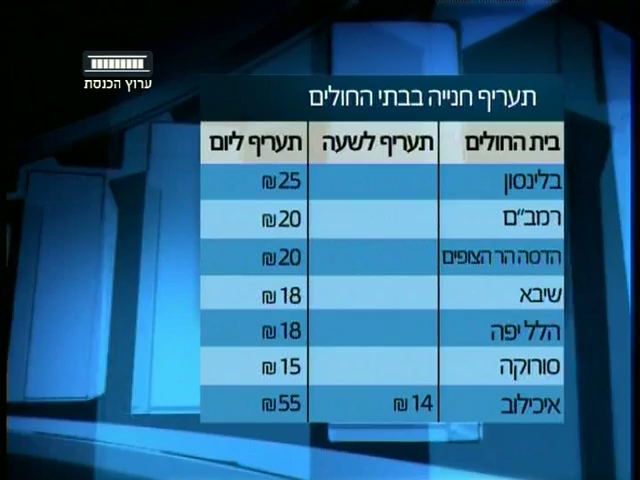 ערוץ הכנסת
תעריף חנייה בבתי החולים
בית החולים תעריף לשעה תעריף ליום
בלינסון ₪25
רמב"ם ₪20
הדסה הר הצופים ₪20
שיבא ₪18
הלל יפה ₪18
סורוקה ₪15
איכילוב ₪14 ₪55